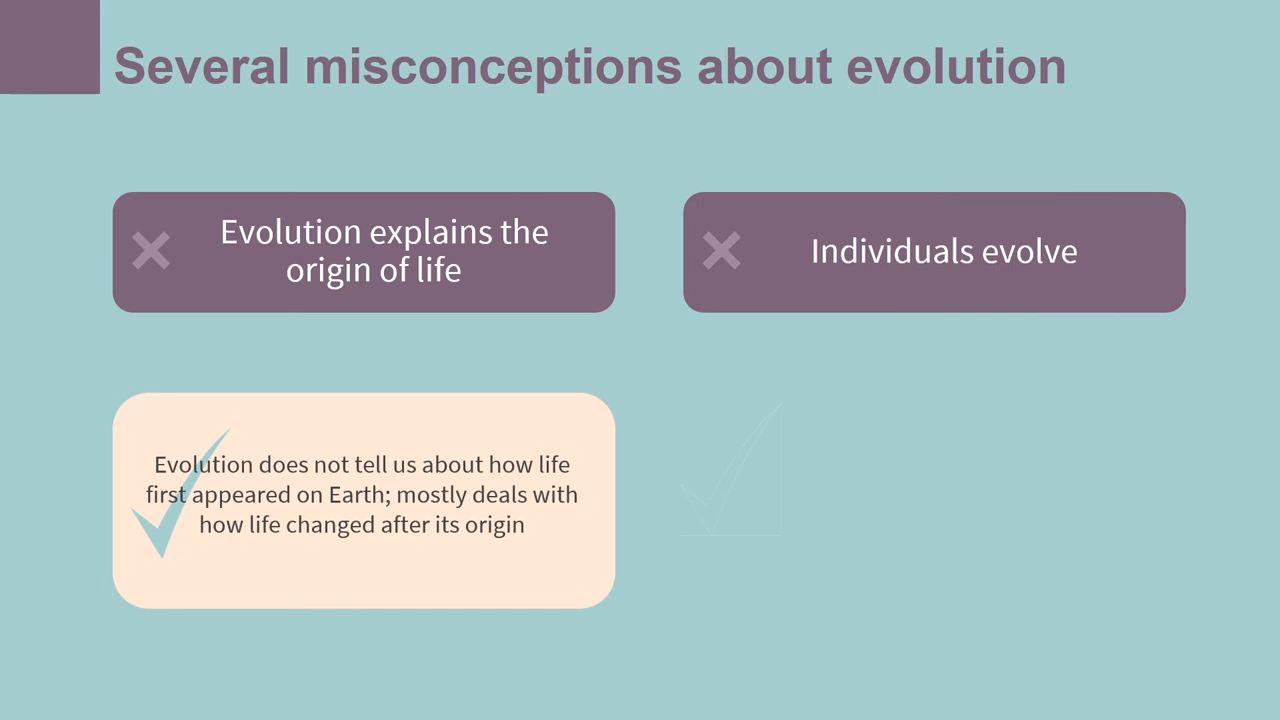 Several misconceptions about evolution
Evolution explains the
origin of life
Individuals evolve
Evolution does not tell us about how life
first appeared on Earth; mostly deals with
how life changed after its origin